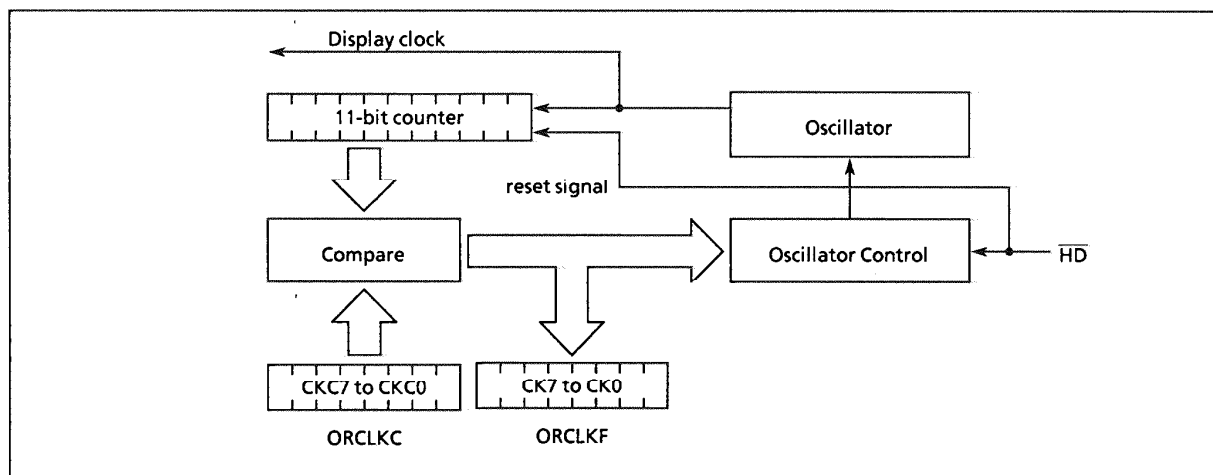 Display clock
11-bit counter
Oscillator
reset signal
Compare
Oscillator Control
HD
CKC7 to CKC0
CK7 to CK0
ORCLKC
ORCLKF